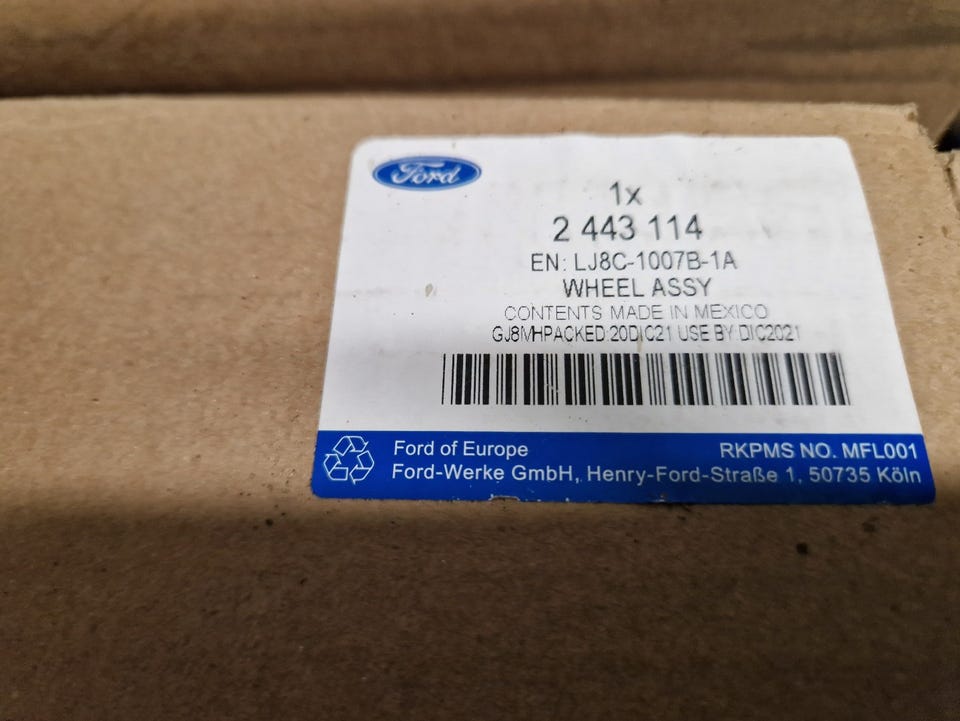 Ford
1x
2 443 114
EN: LJ8C-1007B-1A
WHEEL ASSY
CONTENTS MADE IN MEXICO
GJ8MHPACKED:20DIC21 USE BY:DIC2021
Ford of Europe
RKPMS NO. MFL001
Ford-Werke GmbH, Henry-Ford-Straße 1, 50735 Köln